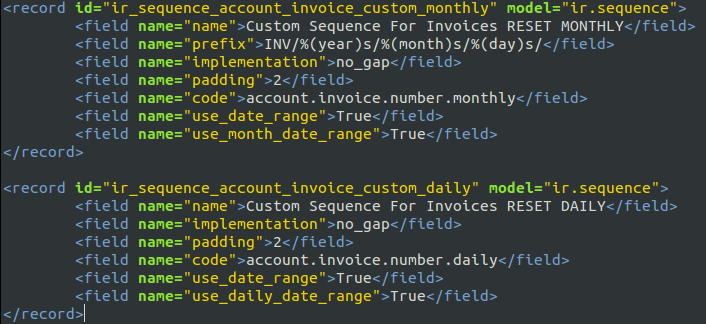 <record id="ir_sequence_account_invoice_custom_monthly" model="ir.sequence">
<field name="name">Custom Sequence For Invoices RESET MONTHLY</field>
<field name="prefix">INV/%(year)s/%(month)s/%(day)s/</field>
<field name="implementation">no_gap</field>
<field name="padding">2</field>
<field name="code">account.invoice.number.monthly</field>
<field name="use_date_range">True</field>
<field name="use_month_date_range">True</field>
</record>
<record id="ir_sequence_account_invoice_custom_daily" model="ir.sequence">
<field name="name">Custom Sequence For Invoices RESET DAILY</field>
<field name="implementation">no_gap</field>
<field name="padding">2</field>
<field name="code">account.invoice.number.daily</field>
<field name="use_date_range">True</field>
<field name="use_daily_date_range">True</field>
</record>